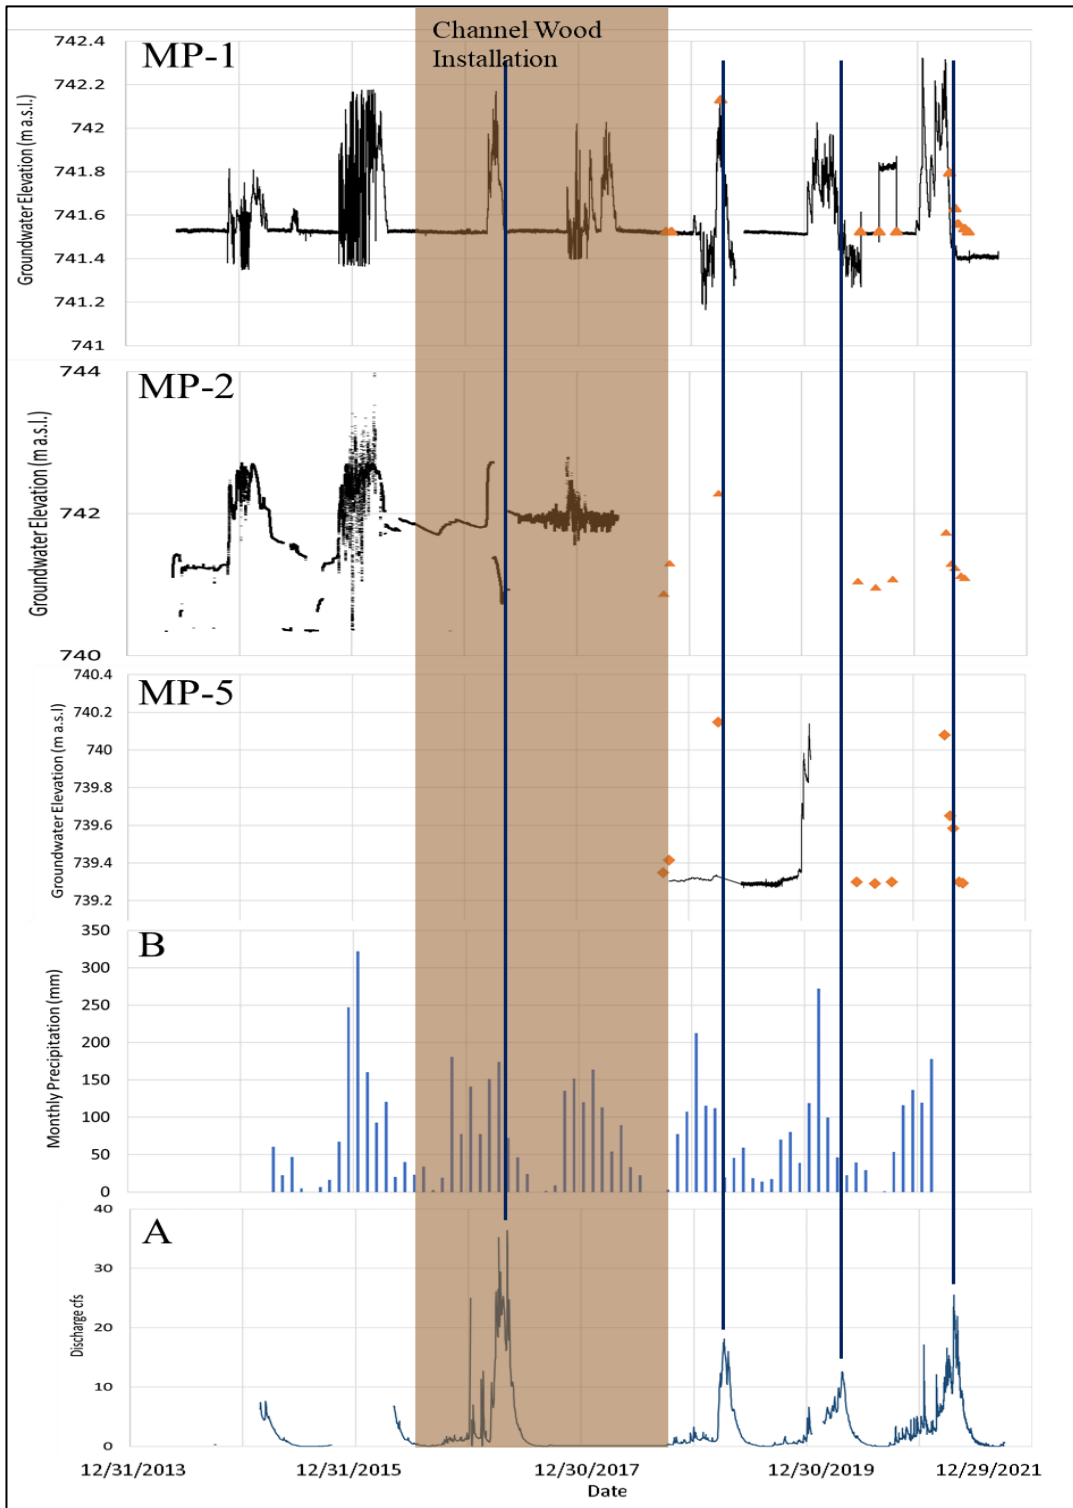 Channel Wood
Installation
MP-1
Groundwater Elevation (m a.s.l.)
742.4
742.2
742
741.8
741.6
741.4
741.2
741
MP-2
Groundwater Elevation (m a.s.l.)
744
742
740
MP-5
Groundwater Elevation (m a.s.l)
740.4
740.2
740
739.8
739.6
739.4
739.2
B
Monthly Precipitation (mm)
350
300
250
200
150
100
50
0
A
Discharge cfs
40
30
20
10
0
12/31/2013 12/31/2015 12/30/2017 12/30/2019 12/29/2021
Date